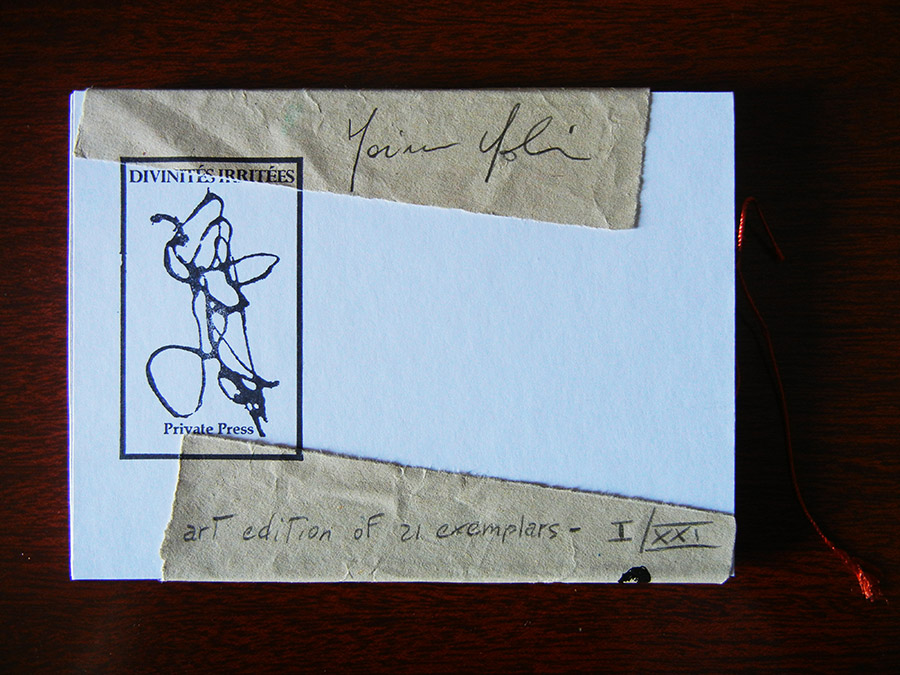 DIVINITÉS IRRITÉES
Private Press
art edition of 21 exemplars - I/XXI